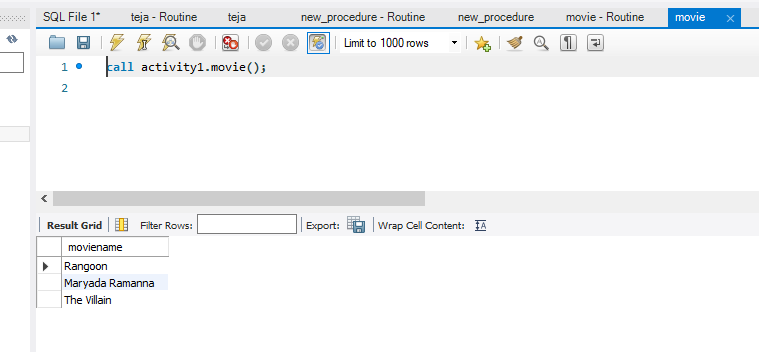 SQL File 1* teja - Routine teja new_procedure - Routine new_procedure movie - Routine movie
Limit to 1000 rows
1 call activity1.movie();
2
Result Grid Filter Rows: Export: Wrap Cell Content:
moviename
Rangoon
Maryada Ramanna
The Villain